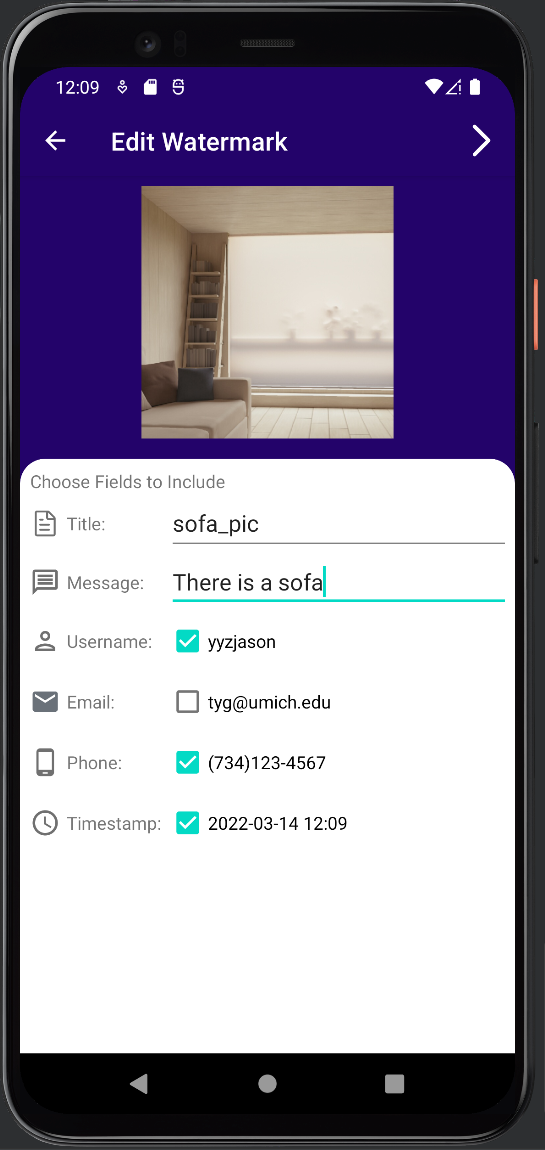 12:09
Edit Watermark
Choose Fields to Include
Title: sofa_pic
Message: There is a sofa
Username: yyzjason
Email: tyg@umich.edu
Phone: (734)123-4567
Timestamp: 2022-03-14 12:09